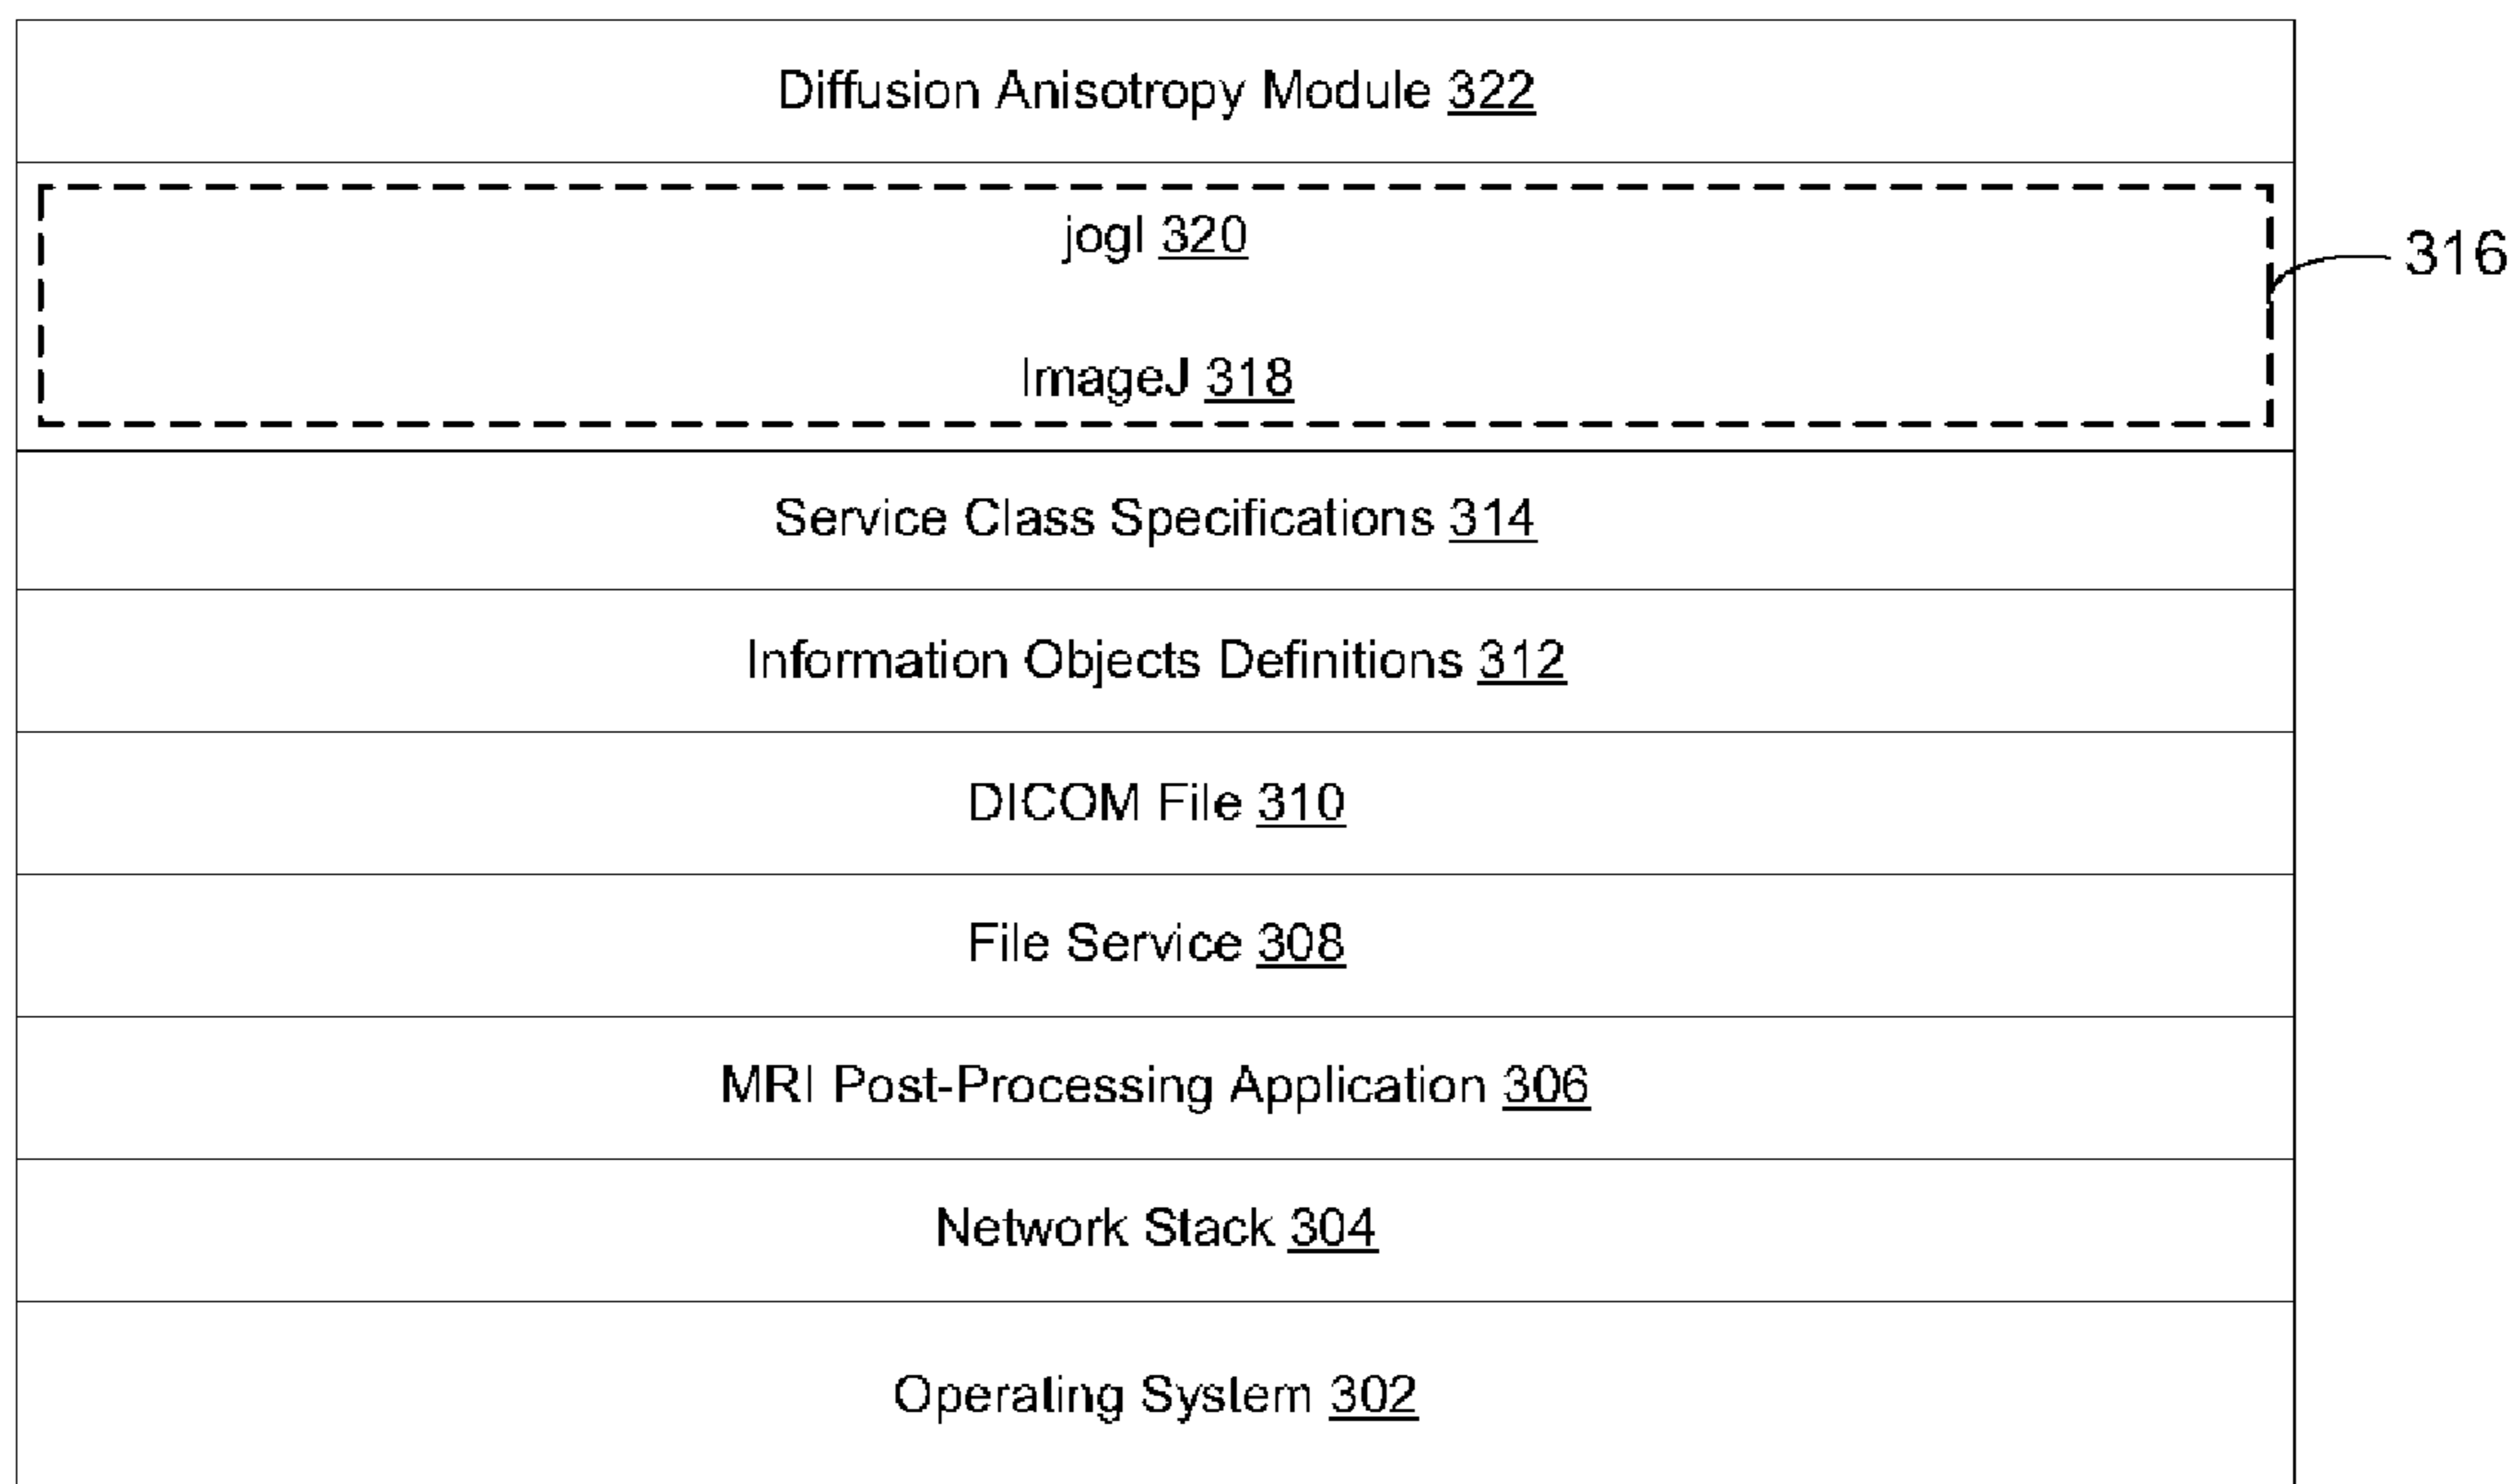 Diffusion Anisotropy Module 322
jogl 320
316
ImageJ 318
Service Class Specifications 314
Information Objects Definitions 312
DICOM File 310
File Service 308
MRI Post-Processing Application 306
Network Stack 304
Operating System 302